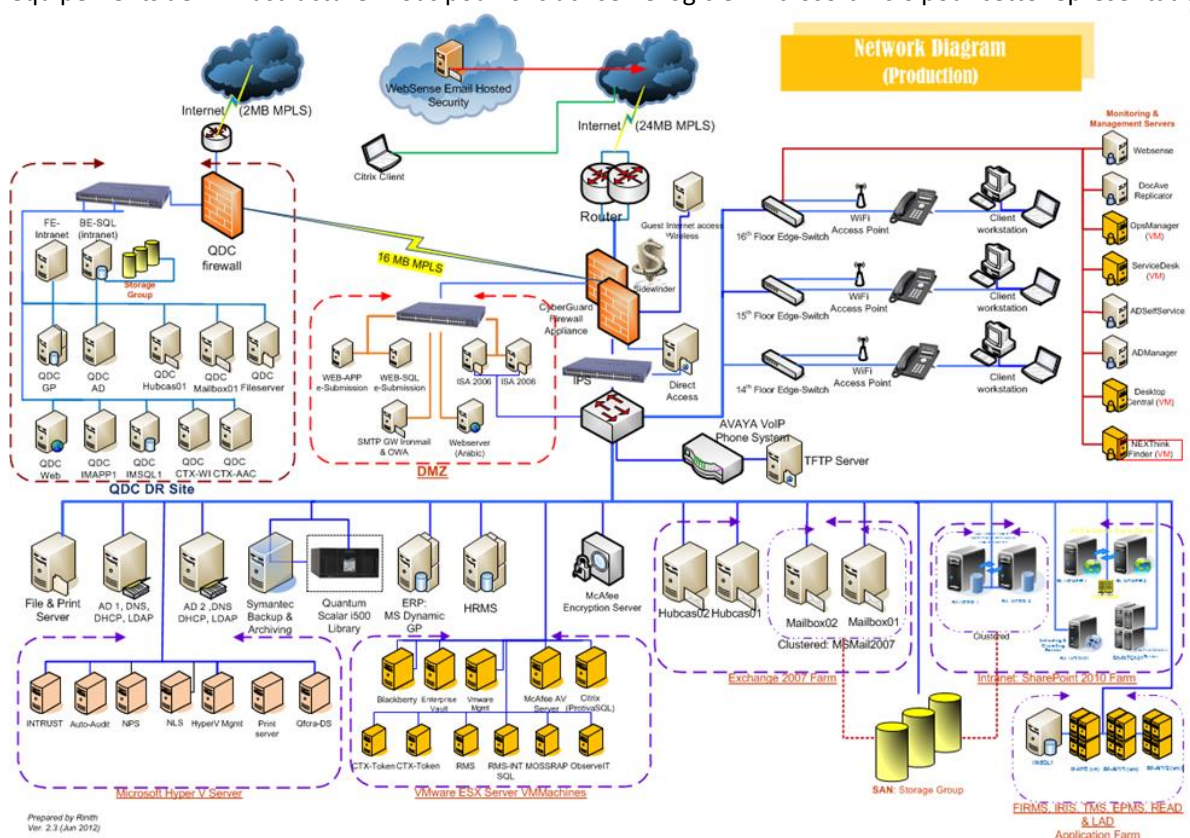 Network Diagram
(Production)
WebSense Email Hosted
Security
Internet (2MB MPLS)
Internet (24MB MPLS)
Citrix Client
Router
Guest Internet access
Wireless
Sidewinder
QDC
firewall
16 MB MPLS
CyberGuard
Firewall
Appliance
IPS
Direct
Access
FE-
Intranet
BE-SQL
(intranet)
Storage
Group
QDC
GP
QDC
AD
QDC
Hubcas01
QDC
Mailbox01
QDC
Fileserver
QDC
Web
QDC
IMAPP1
QDC
IMSQL1
QDC
CTX-WI
QDC
CTX-AAC
QDC DR Site
WEB-APP
e-Submission
WEB-SQL
e-Submission
ISA 2006
ISA 2006
SMTP GW Ironmail
& OWA
Webserver
(Arabic)
DMZ
AVAYA VoIP
Phone System
TFTP Server
16th Floor Edge-Switch
WiFi
Access Point
Client
workstation
15th Floor Edge-Switch
WiFi
Access Point
Client
workstation
14th Floor Edge-Switch
WiFi
Access Point
Client
workstation
Monitoring &
Management Servers
Websense
DocAve
Replicator
OpsManager
(VM)
ServiceDesk
(VM)
ADSelfService
ADManager
Desktop
Central (VM)
NEXThink
Finder (VM)
File & Print
Server
AD 1, DNS,
DHCP, LDAP
AD 2 ,DNS
DHCP, LDAP
Symantec
Backup &
Archiving
Quantum
Scalar i500
Library
ERP:
MS Dynamic
GP
HRMS
McAfee
Encryption Server
Hubcas02
Hubcas01
Mailbox02
Mailbox01
Clustered: MSMail2007
Exchange 2007 Farm
Clustered
Intranet: SharePoint 2010 Farm
INTRUST
Auto-Audit
NPS
NLS
HyperV Mgmt
Print
server
Qfora-DS
Microsoft Hyper V Server
Blackberry
Enterprise
Vault
Vmware
Mgmt
McAfee AV
Server
Citrix
(ProtivaSQL)
CTX-Token
CTX-Token
RMS
RMS-INT
SQL
MOSSRAP
ObserveIT
VMware ESX Server VMMachines
SAN: Storage Group
FIRMS, IRIS, TMS, EPMS, READ
& LAD
Application Farm
Prepared by Rinith
Ver. 2.3 (Jun 2012)